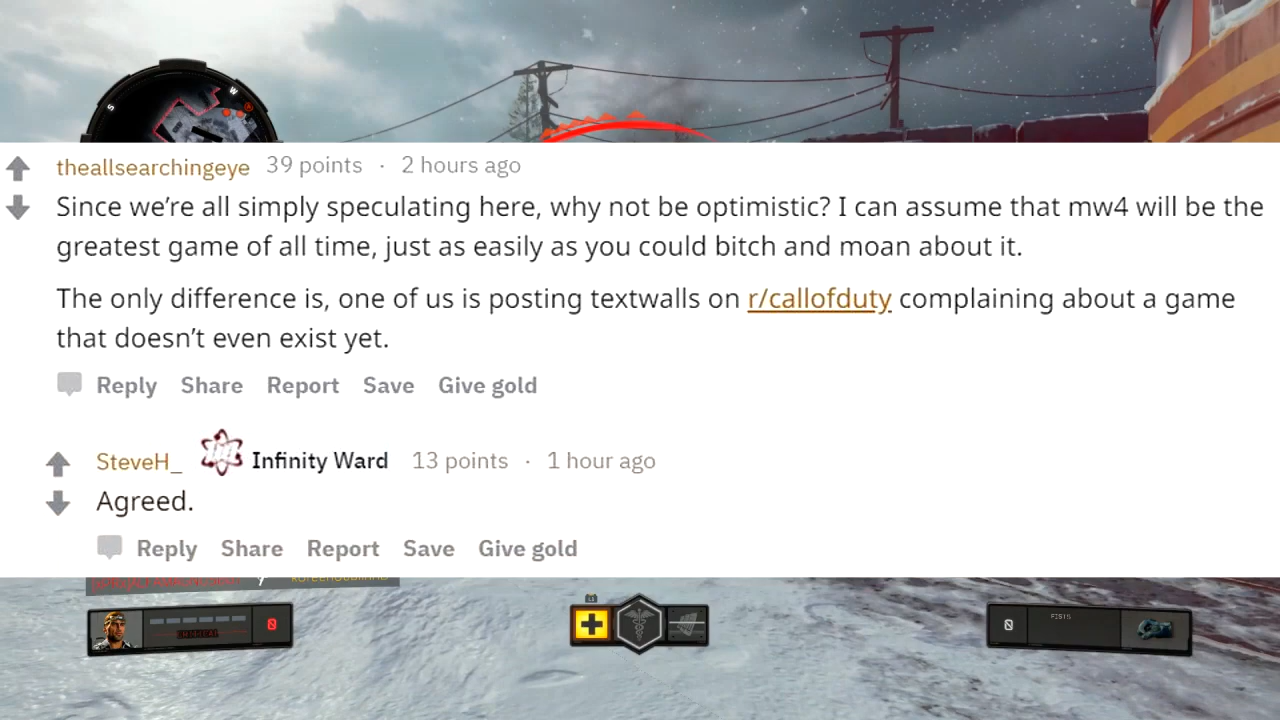 S
W
theallsearchingeye 39 points · 2 hours ago
Since we’re all simply speculating here, why not be optimistic? I can assume that mw4 will be the
greatest game of all time, just as easily as you could bitch and moan about it.
The only difference is, one of us is posting textwalls on r/callofduty complaining about a game
that doesn’t even exist yet.
Reply Share Report Save Give gold
SteveH_ Infinity Ward 13 points · 1 hour ago
Agreed.
Reply Share Report Save Give gold
0
0
FISTS